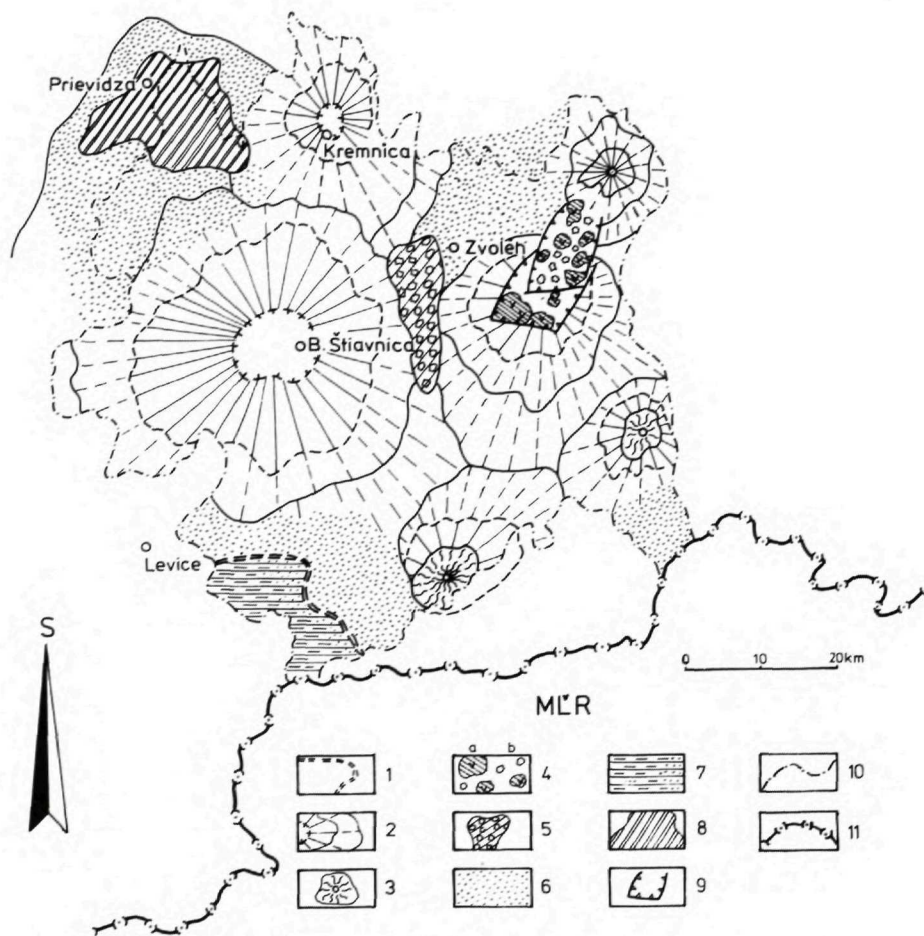 Prievidza
Kremnica
Zvoleň
B. Štiavnica
Levice
S
0 10 20km
MĽR
a b
1
4
7
10
2
5
8
11
3
6
9